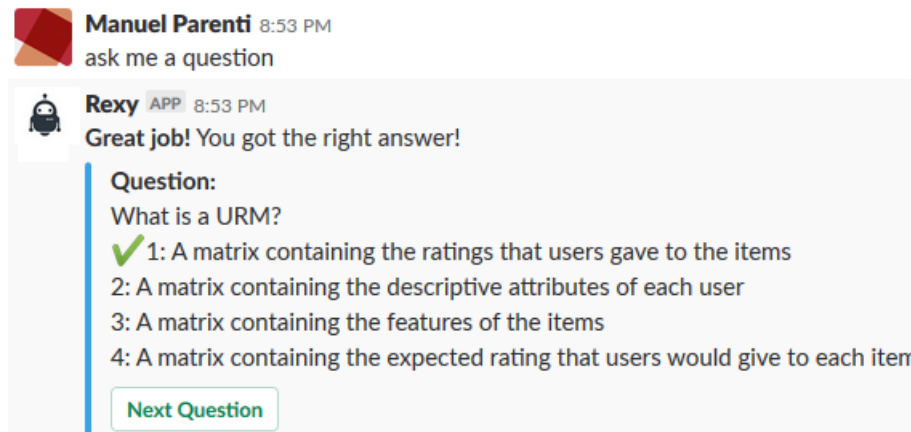 Manuel Parenti 8:53 PM
ask me a question
Rexy APP 8:53 PM
Great job! You got the right answer!
Question:
What is a URM?
✔1: A matrix containing the ratings that users gave to the items
2: A matrix containing the descriptive attributes of each user
3: A matrix containing the features of the items
4: A matrix containing the expected rating that users would give to each item
Next Question